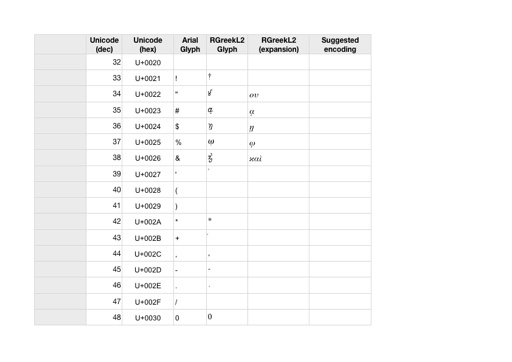 Unicode (dec) Unicode (hex) Arial Glyph RGreekL2 Glyph RGreekL2 (expansion) Suggested encoding
32 U+0020
33 U+0021 ! †
34 U+0022 " ου
35 U+0023 # ᾳ ᾳ
36 U+0024 $ ῃ ῃ
37 U+0025 % ῳ ῳ
38 U+0026 & και
39 U+0027 '
40 U+0028 (
41 U+0029 )
42 U+002A * *
43 U+002B +
44 U+002C , ,
45 U+002D - -
46 U+002E . .
47 U+002F /
48 U+0030 0 0